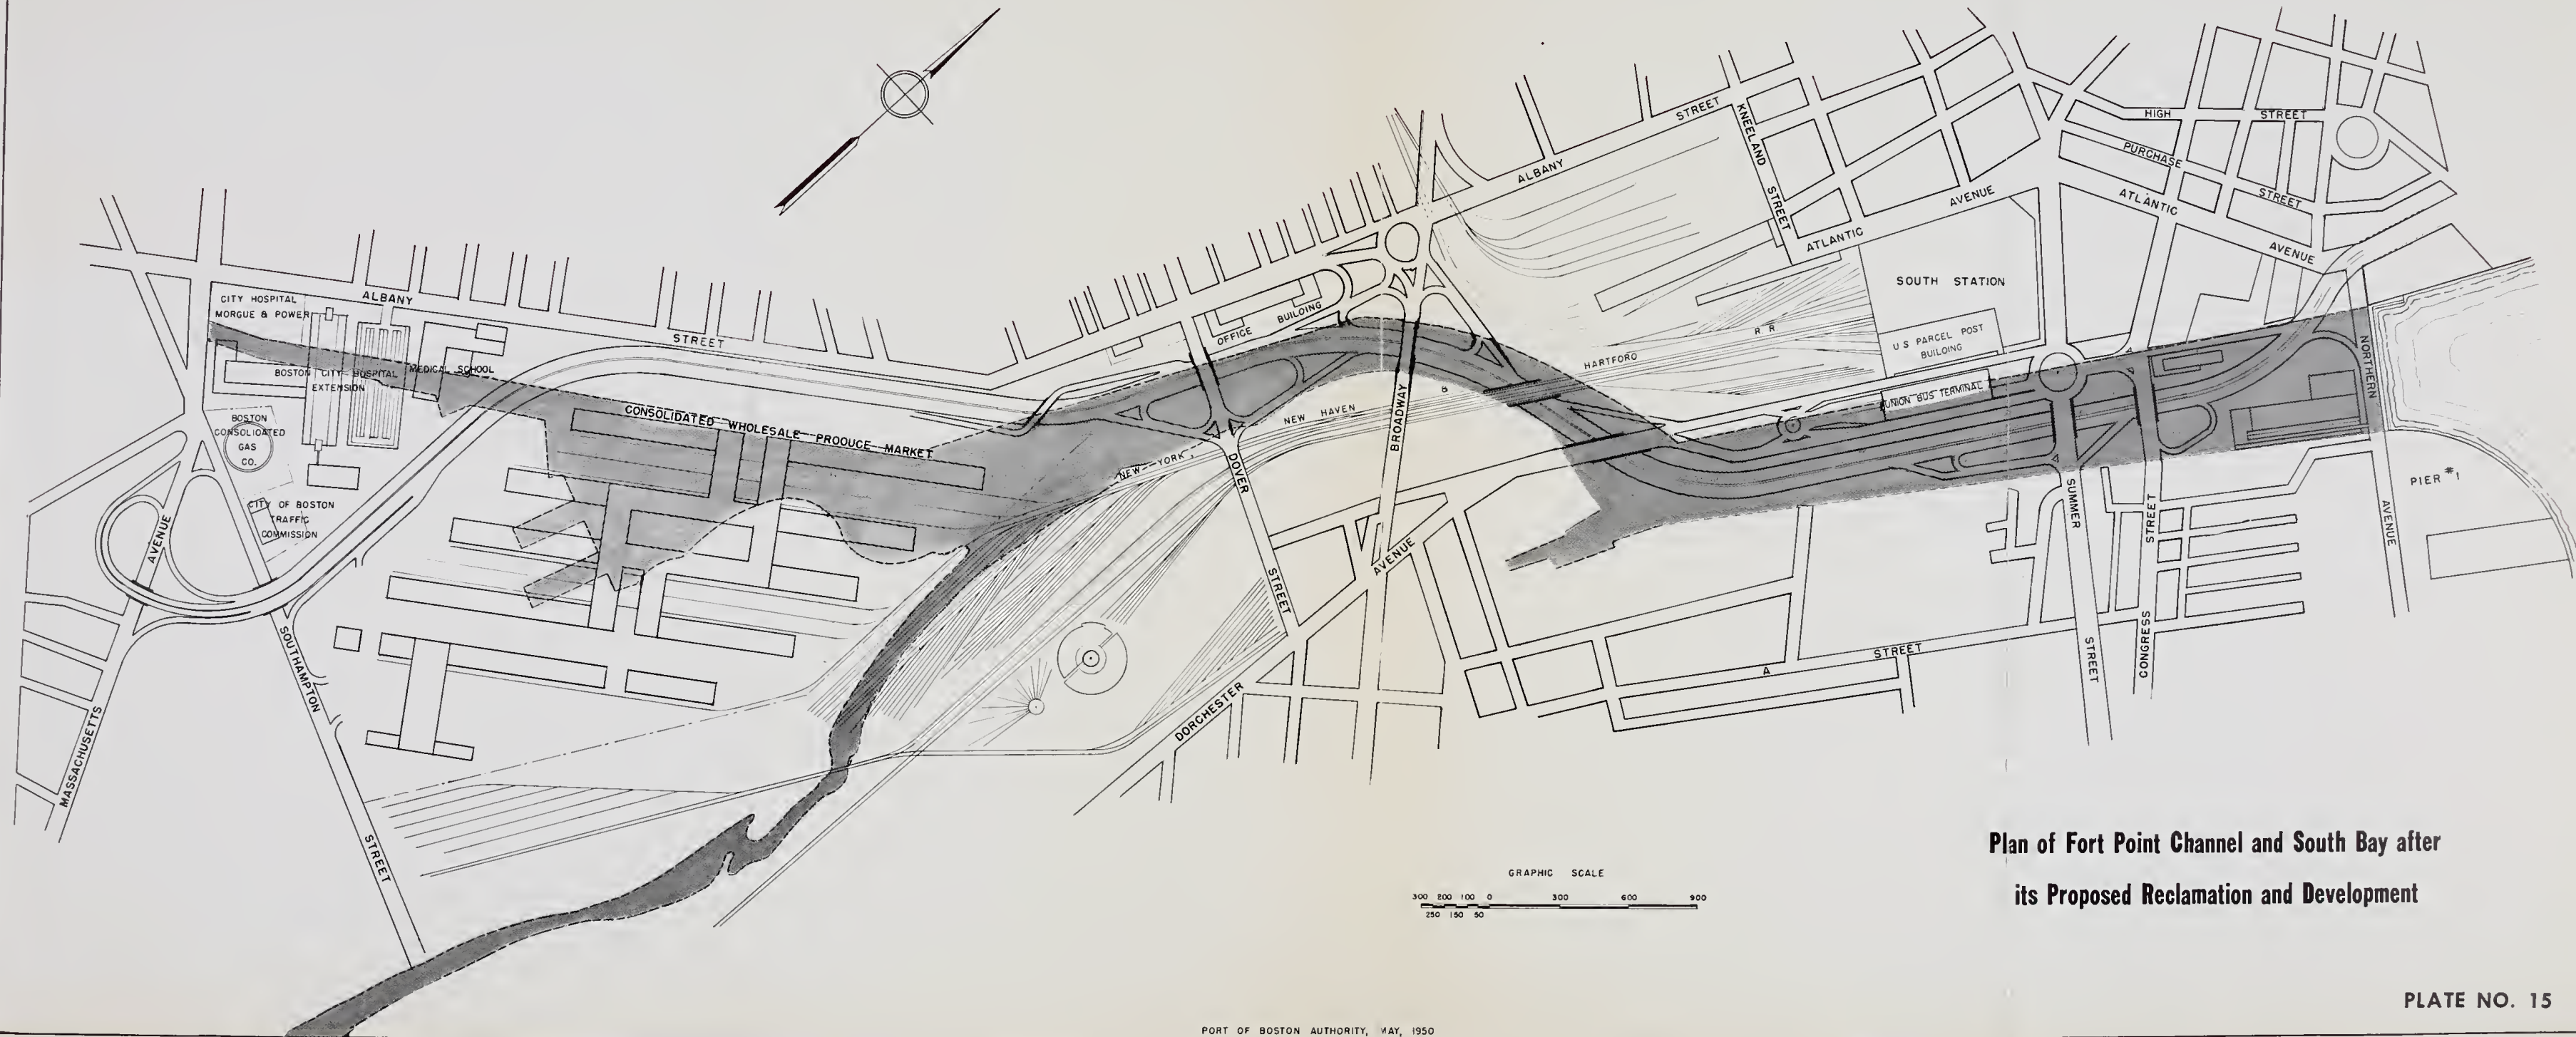 HIGH STREET
PURCHASE STREET
ATLANTIC AVENUE
ALBANY STREET
KNEELAND STREET
ATLANTIC AVENUE
SOUTH STATION
U S PARCEL POST
BUILDING
UNION BUS TERMINAL
NORTHERN AVENUE
PIER #1
CITY HOSPITAL
MORGUE & POWER
ALBANY STREET
BOSTON CITY HOSPITAL
EXTENSION
MEDICAL SCHOOL
BOSTON
CONSOLIDATED
GAS
CO.
CITY OF BOSTON
TRAFFIC
COMMISSION
CONSOLIDATED WHOLESALE PRODUCE MARKET
OFFICE BUILDING
NEW YORK, NEW HAVEN & HARTFORD R R
BROADWAY
DOVER STREET
DORCHESTER AVENUE
A STREET
SUMMER STREET
CONGRESS STREET
MASSACHUSETTS AVENUE
SOUTHAMPTON STREET
GRAPHIC SCALE
300 200 100 0 300 600 900
250 150 50
Plan of Fort Point Channel and South Bay after
its Proposed Reclamation and Development
PLATE NO. 15
PORT OF BOSTON AUTHORITY, MAY, 1950